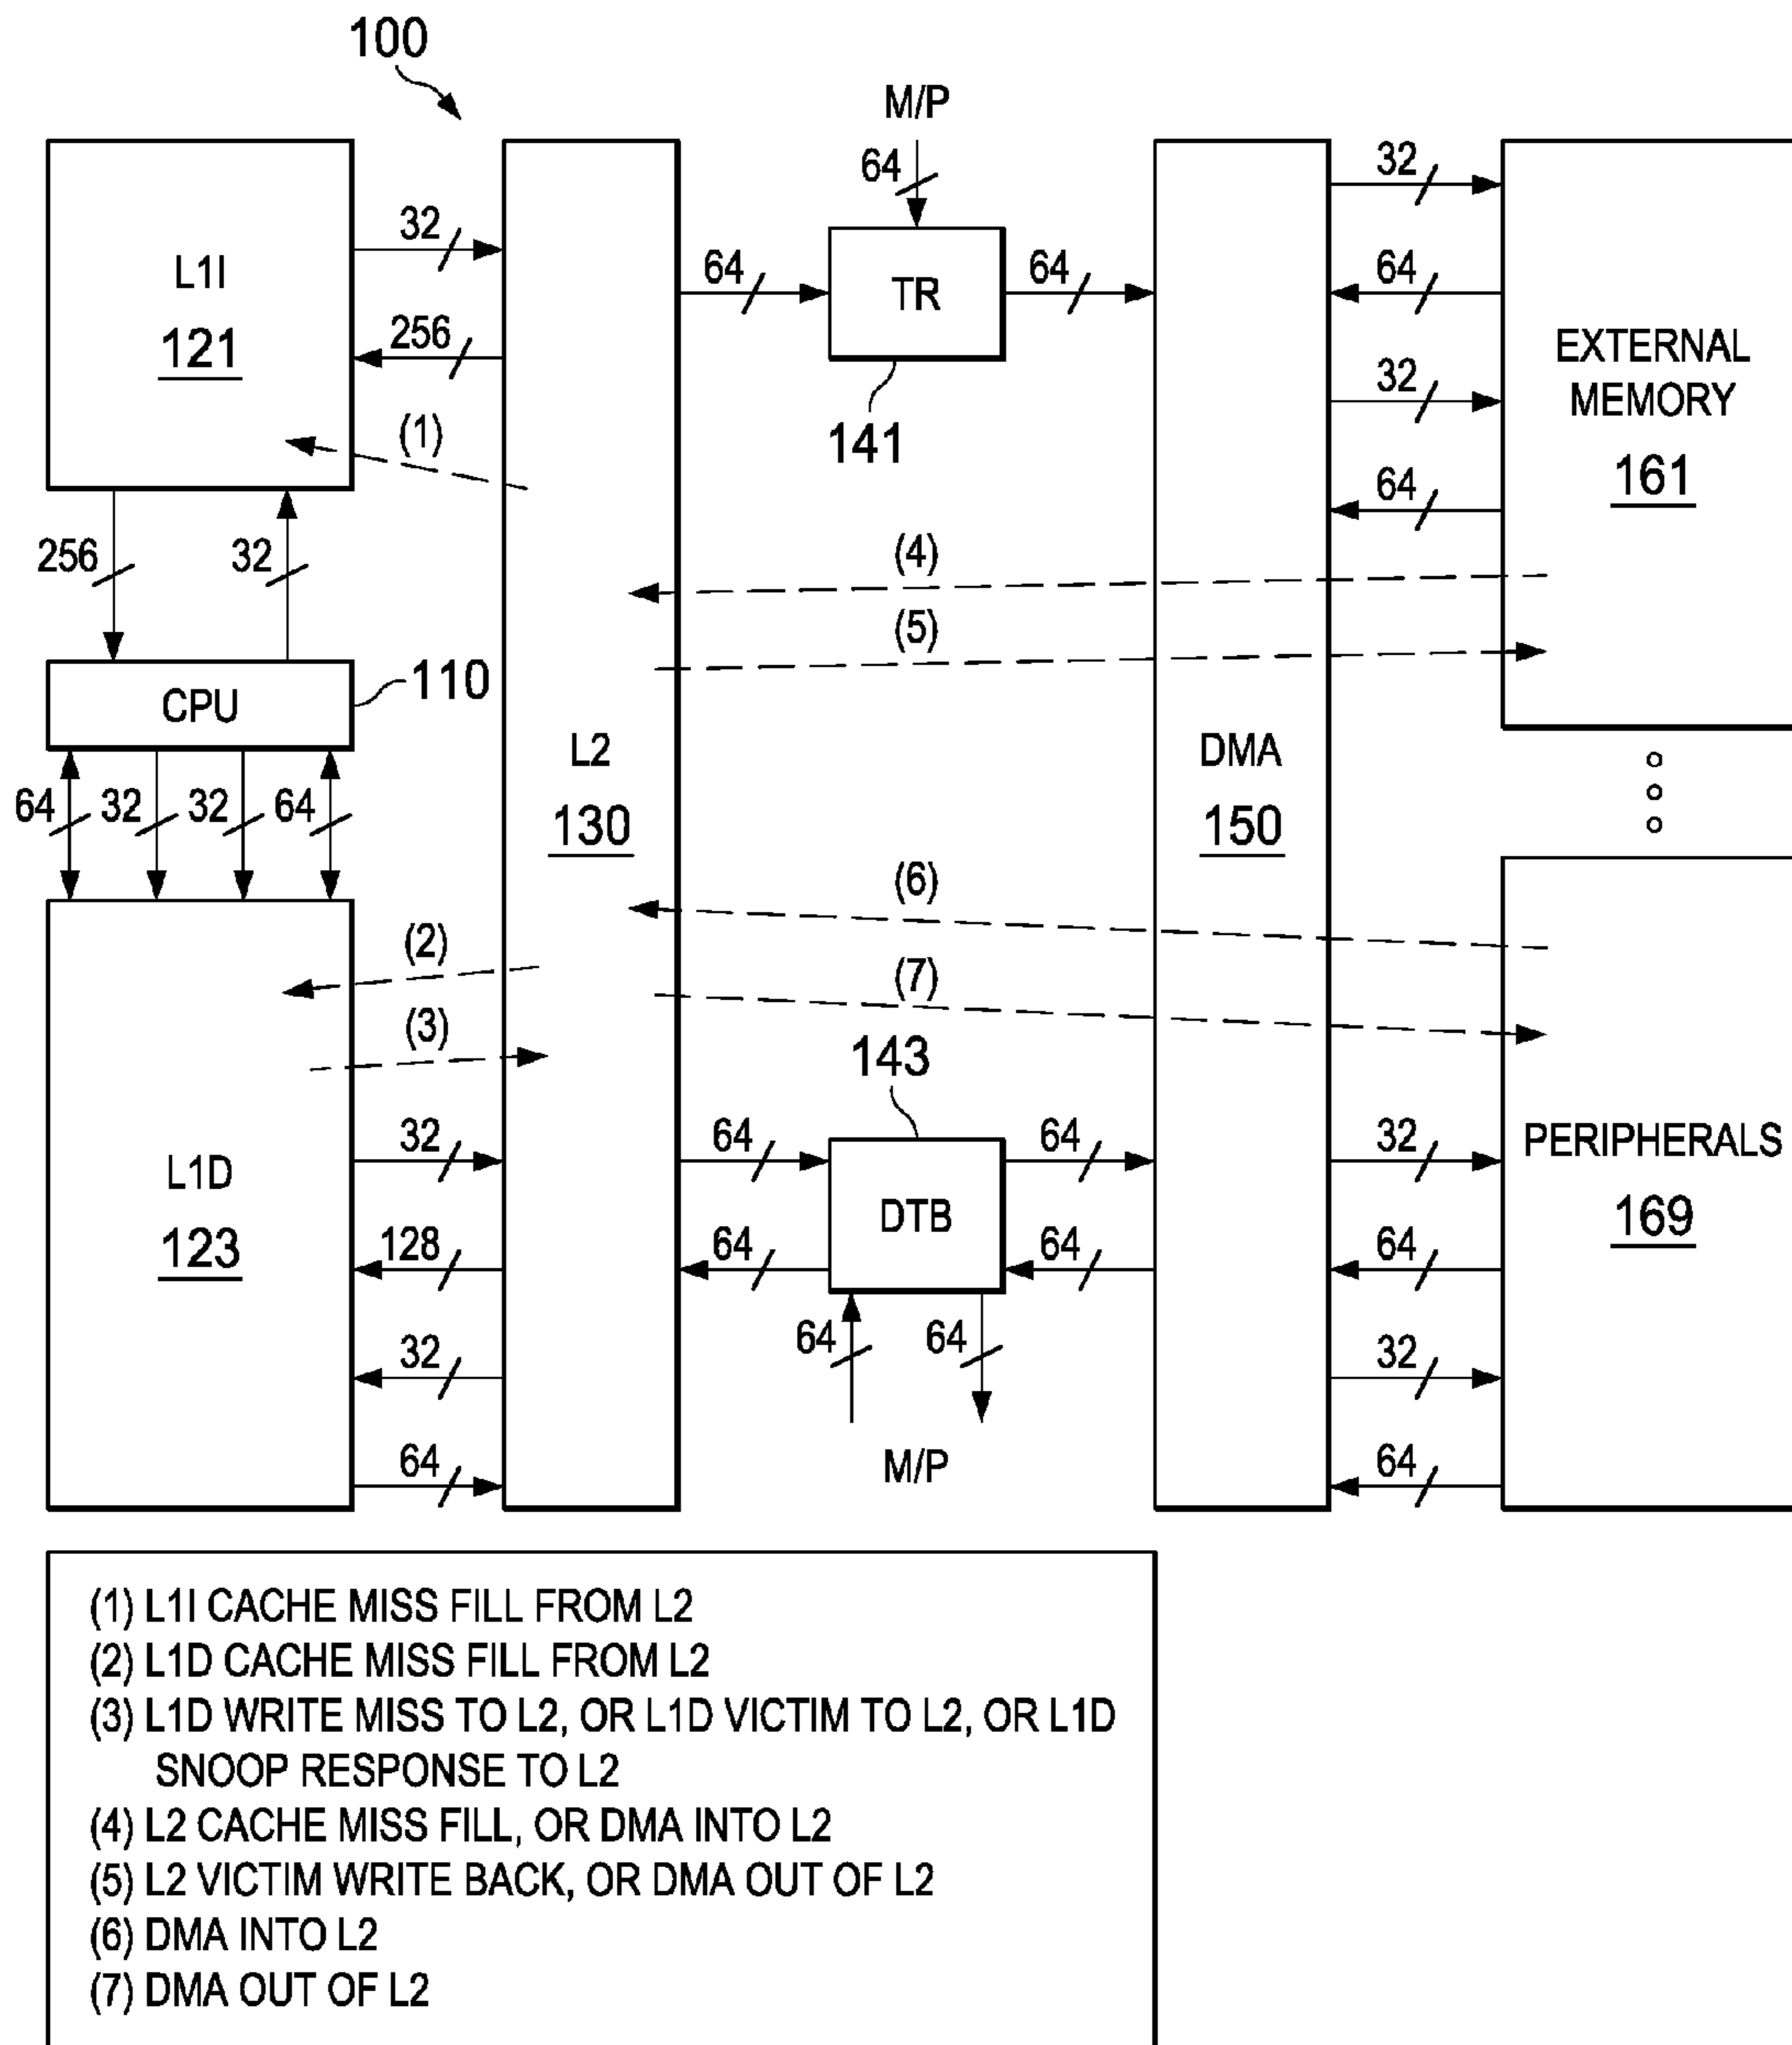 100
M/P
64
32
L1I
121
256
(1)
64
TR
64
141
32
64
32
64
EXTERNAL
MEMORY
161
256
32
(4)
(5)
CPU
110
L2
130
DMA
150
64
32
32
64
(2)
(3)
(6)
(7)
143
L1D
123
32
128
32
64
64
64
DTB
64
64
64
64
M/P
32
64
32
64
PERIPHERALS
169
(1) L1I CACHE MISS FILL FROM L2
(2) L1D CACHE MISS FILL FROM L2
(3) L1D WRITE MISS TO L2, OR L1D VICTIM TO L2, OR L1D
SNOOP RESPONSE TO L2
(4) L2 CACHE MISS FILL, OR DMA INTO L2
(5) L2 VICTIM WRITE BACK, OR DMA OUT OF L2
(6) DMA INTO L2
(7) DMA OUT OF L2